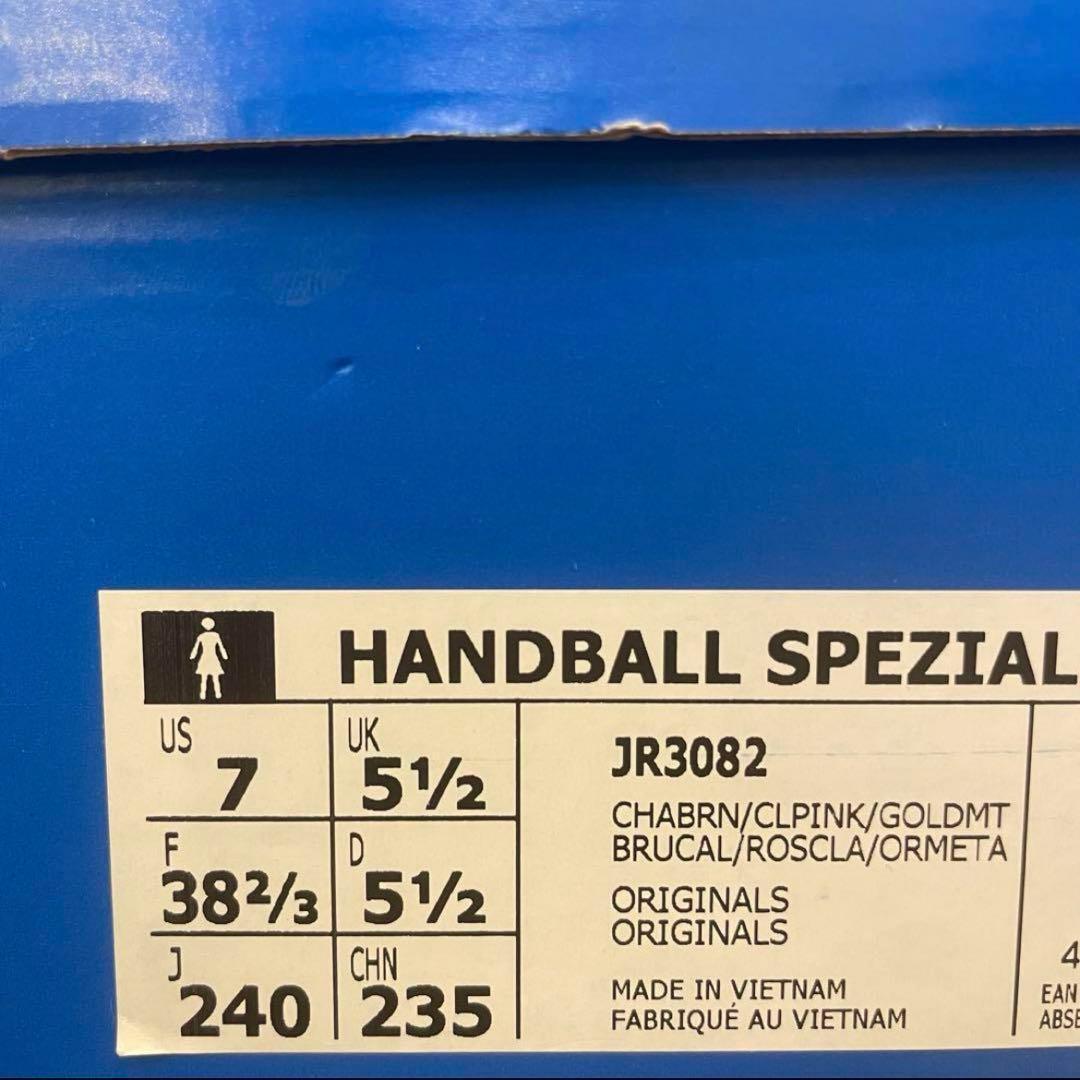 HANDBALL SPEZIAL
US
7
UK
5½
F
38⅔
D
5½
J
240
CHN
235
JR3082
CHABRN/CLPINK/GOLDMT
BRUCAL/ROSCLA/ORMETA
ORIGINALS
ORIGINALS
MADE IN VIETNAM
FABRIQUÉ AU VIETNAM
4
EAN